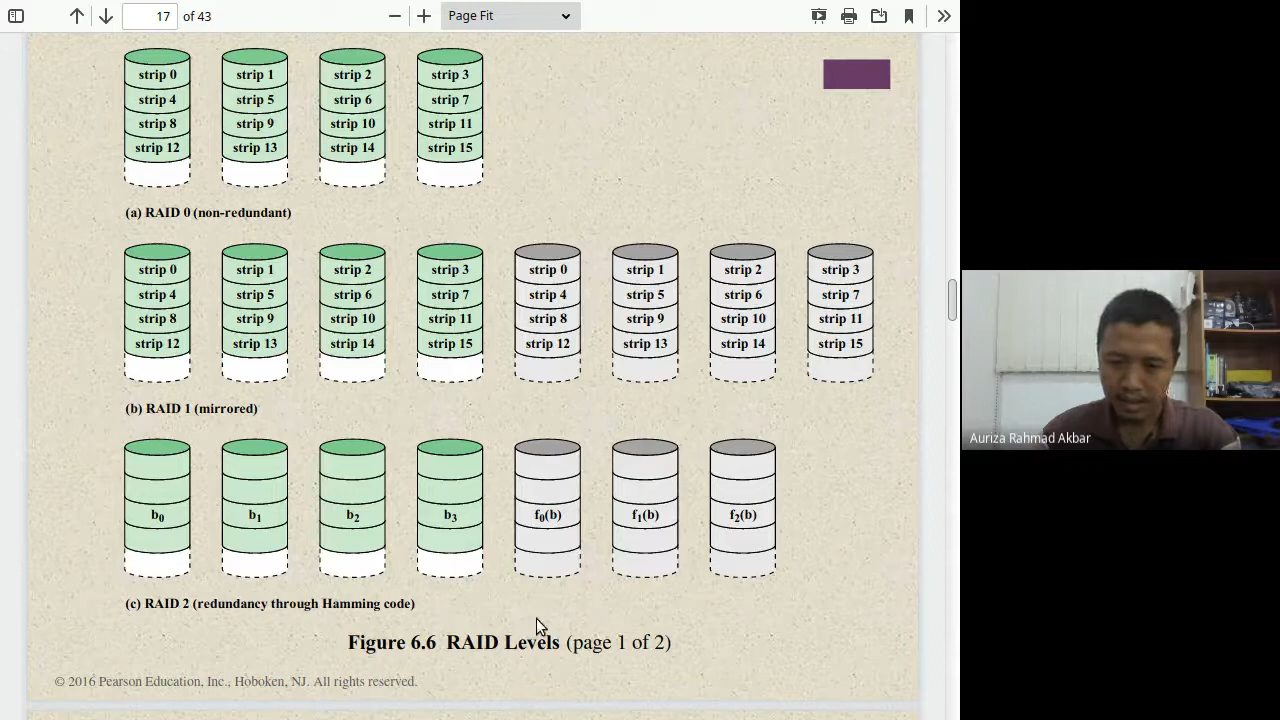 17 of 43
Page Fit
strip 0 strip 1 strip 2 strip 3
strip 4 strip 5 strip 6 strip 7
strip 8 strip 9 strip 10 strip 11
strip 12 strip 13 strip 14 strip 15
(a) RAID 0 (non-redundant)
strip 0 strip 1 strip 2 strip 3 strip 0 strip 1 strip 2 strip 3
strip 4 strip 5 strip 6 strip 7 strip 4 strip 5 strip 6 strip 7
strip 8 strip 9 strip 10 strip 11 strip 8 strip 9 strip 10 strip 11
strip 12 strip 13 strip 14 strip 15 strip 12 strip 13 strip 14 strip 15
(b) RAID 1 (mirrored)
b0 b1 b2 b3 f0(b) f1(b) f2(b)
(c) RAID 2 (redundancy through Hamming code)
Figure 6.6 RAID Levels (page 1 of 2)
© 2016 Pearson Education, Inc., Hoboken, NJ. All rights reserved.
Auriza Rahmad Akbar